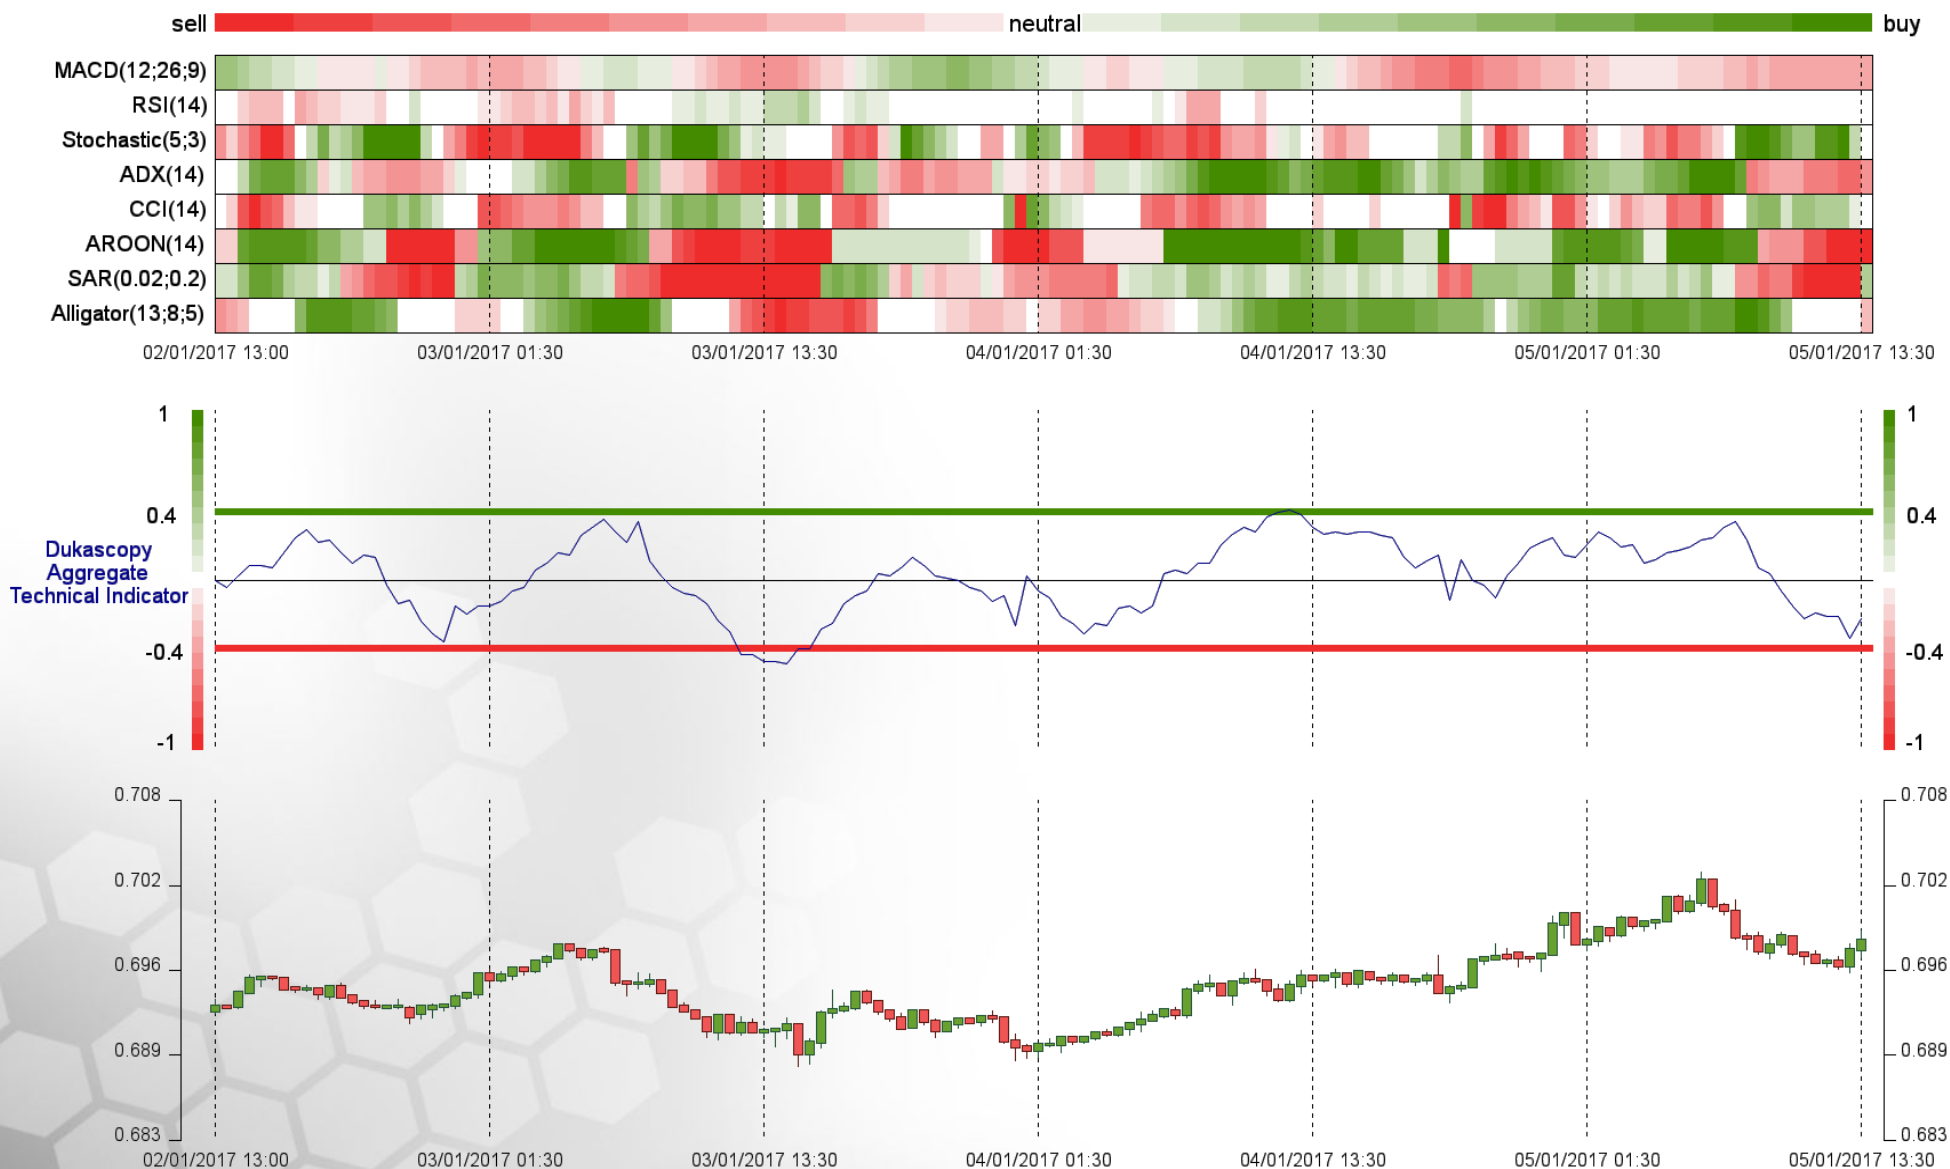 sell neutral buy
MACD(12;26;9)
RSI(14)
Stochastic(5;3)
ADX(14)
CCI(14)
AROON(14)
SAR(0.02;0.2)
Alligator(13;8;5)
02/01/2017 13:00 03/01/2017 01:30 03/01/2017 13:30 04/01/2017 01:30 04/01/2017 13:30 05/01/2017 01:30 05/01/2017 13:30
1 1
0.4 0.4
Dukascopy
Aggregate
Technical Indicator
-0.4 -0.4
-1 -1
0.708 0.708
0.702 0.702
0.696 0.696
0.689 0.689
0.683 0.683
02/01/2017 13:00 03/01/2017 01:30 03/01/2017 13:30 04/01/2017 01:30 04/01/2017 13:30 05/01/2017 01:30 05/01/2017 13:30